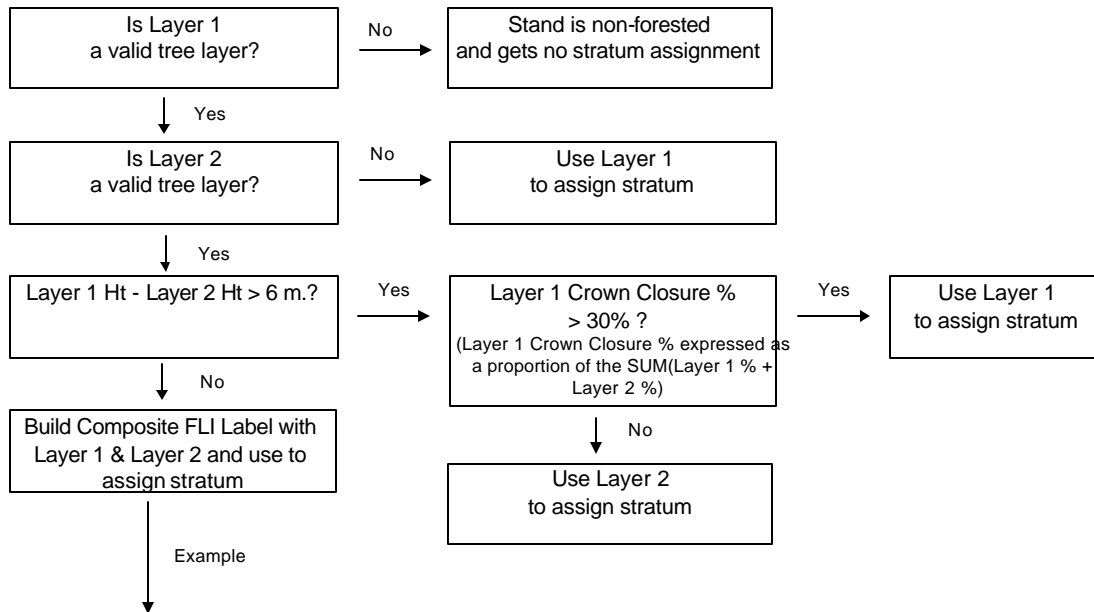 Is Layer 1
a valid tree layer?
No
Stand is non-forested
and gets no stratum assignment
Yes
Is Layer 2
a valid tree layer?
No
Use Layer 1
to assign stratum
Yes
Layer 1 Ht - Layer 2 Ht > 6 m.?
Yes
Layer 1 Crown Closure %
> 30% ?
(Layer 1 Crown Closure % expressed as
a proportion of the SUM(Layer 1 % +
Layer 2 %)
Yes
Use Layer 1
to assign stratum
No
Build Composite FLI Label with
Layer 1 & Layer 2 and use to
assign stratum
No
Use Layer 2
to assign stratum
Example